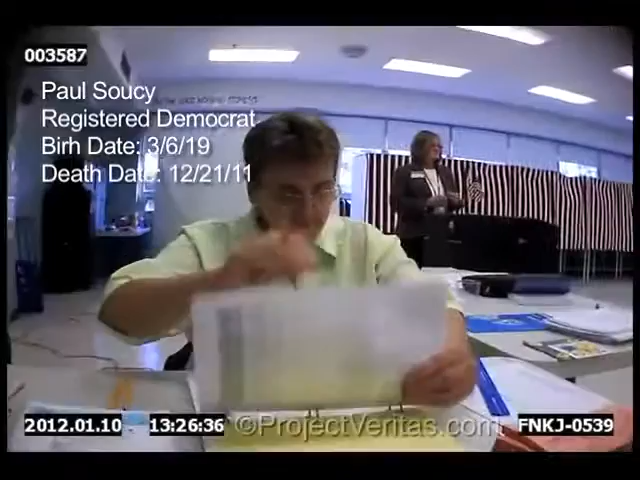 003587
Paul Soucy
Registered Democrat
Birh Date: 3/6/19
Death Date: 12/21/11
2012.01.10
13:26:36
©ProjectVeritas.com
FNKJ-0539